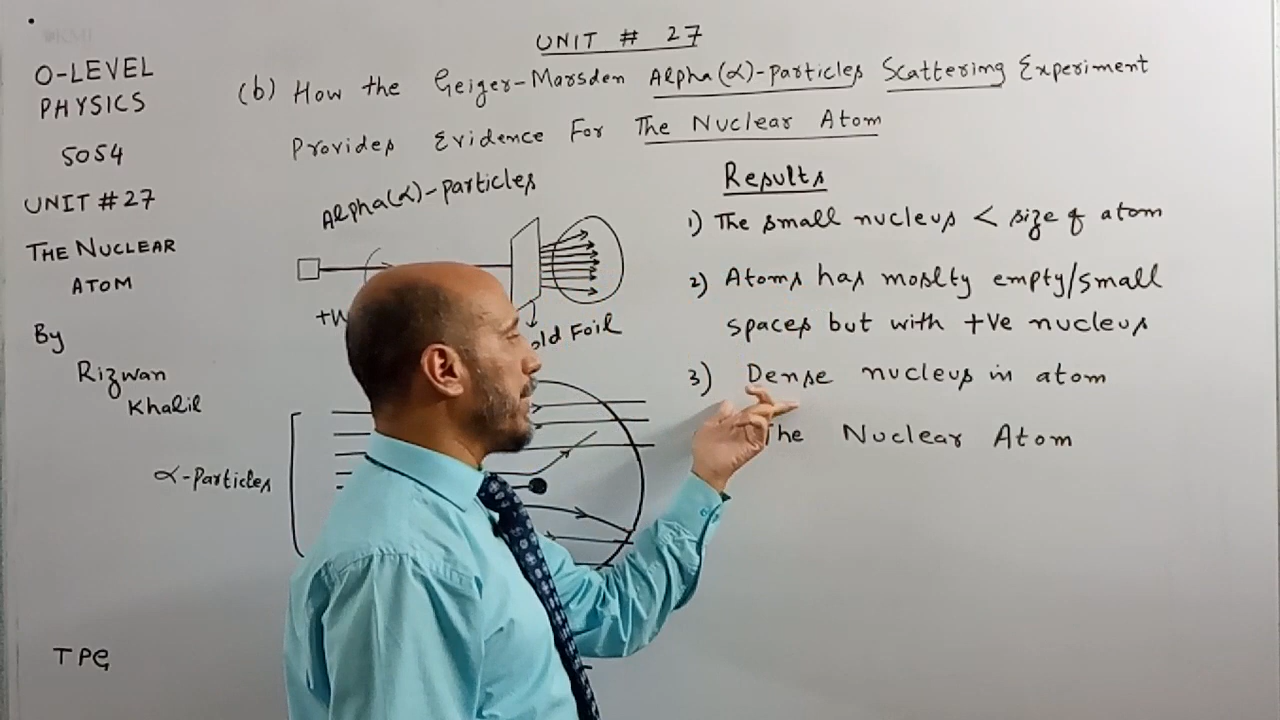 UNIT # 27
O-LEVEL
PHYSICS
5054
UNIT # 27
THE NUCLEAR
ATOM
By
Rizwan
Khalil
(b) How the Geiger-Marsden Alpha(α)-Particles Scattering Experiment
Provides Evidence For The Nuclear Atom
Alpha(α)-particles
old Foil
α-Particles
Results
1) The small nucleus < size of atom
2) Atoms has moslty empty/small
spaces but with +Ve nucleus
3) Dense nucleus in atom
The Nuclear Atom
TPG